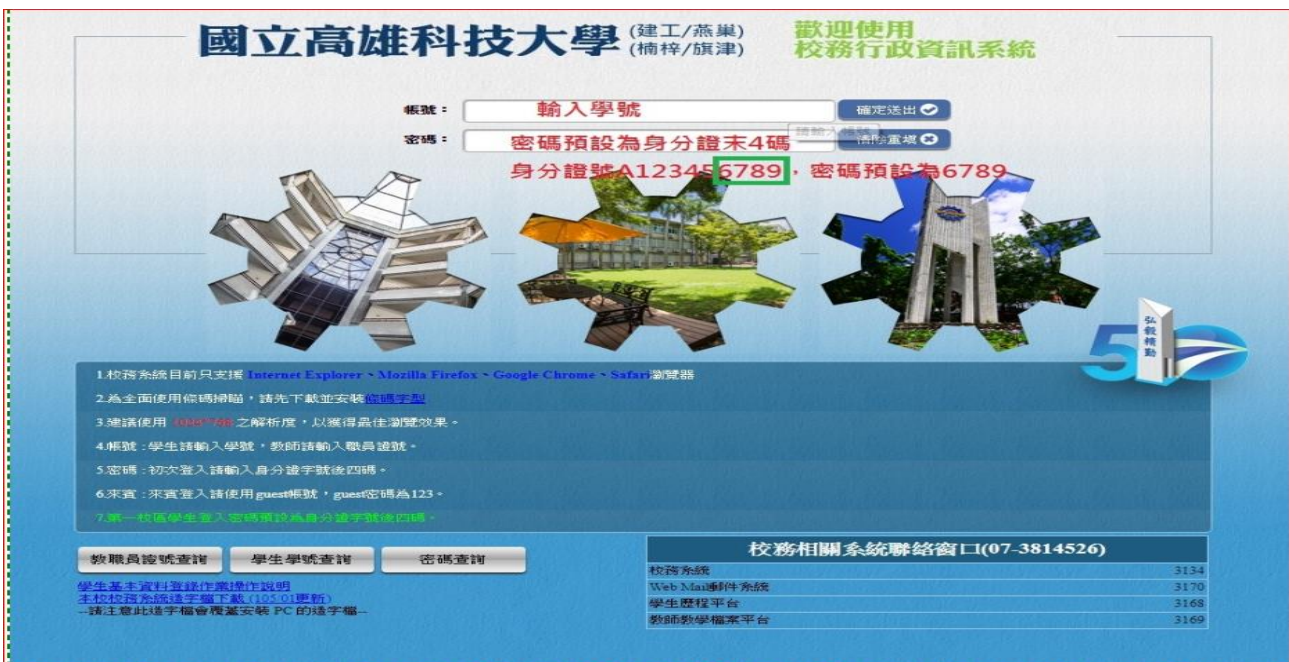 國立高雄科技大學(建工/燕巢)
(楠梓/旗津)
歡迎使用
校務行政資訊系統
帳號：
輸入學號
確定送出
密碼：
密碼預設為身分證末4碼
清除重填
身分證號A123456789，密碼預設為6789
弘毅精勤
1.校務系統目前只支援 Internet Explorer、Mozilla Firefox、Google Chrome、Safari瀏覽器
2.為全面使用條碼掃瞄，請先下載並安裝條碼字型
3.建議使用 1024*768 之解析度，以獲得最佳瀏覽效果。
4.帳號：學生請輸入學號，教師請輸入職員證號。
5.密碼：初次登入請輸入身分證字號後四碼。
6.來賓：來賓登入請使用guest帳號，guest密碼為123。
7.第一校區學生登入密碼預設為身分證字號後四碼。
教職員證號查詢
學生學號查詢
密碼查詢
學生基本資料登錄作業操作說明
本校校務系統造字檔下載 (105.01更新)
--請注意此造字檔會覆蓋安裝 PC 的造字檔--
校務相關系統聯絡窗口(07-3814526)
校務系統 3134
Web Mail郵件系統 3170
學生歷程平台 3168
教師教學檔案平台 3169